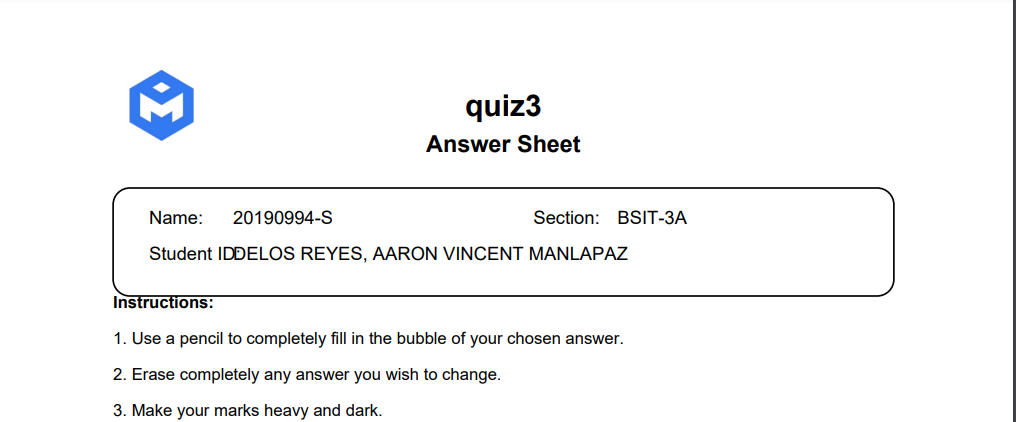 quiz3
Answer Sheet
Name: 20190994-S Section: BSIT-3A
Student ID: DELOS REYES, AARON VINCENT MANLAPAZ
Instructions:
1. Use a pencil to completely fill in the bubble of your chosen answer.
2. Erase completely any answer you wish to change.
3. Make your marks heavy and dark.